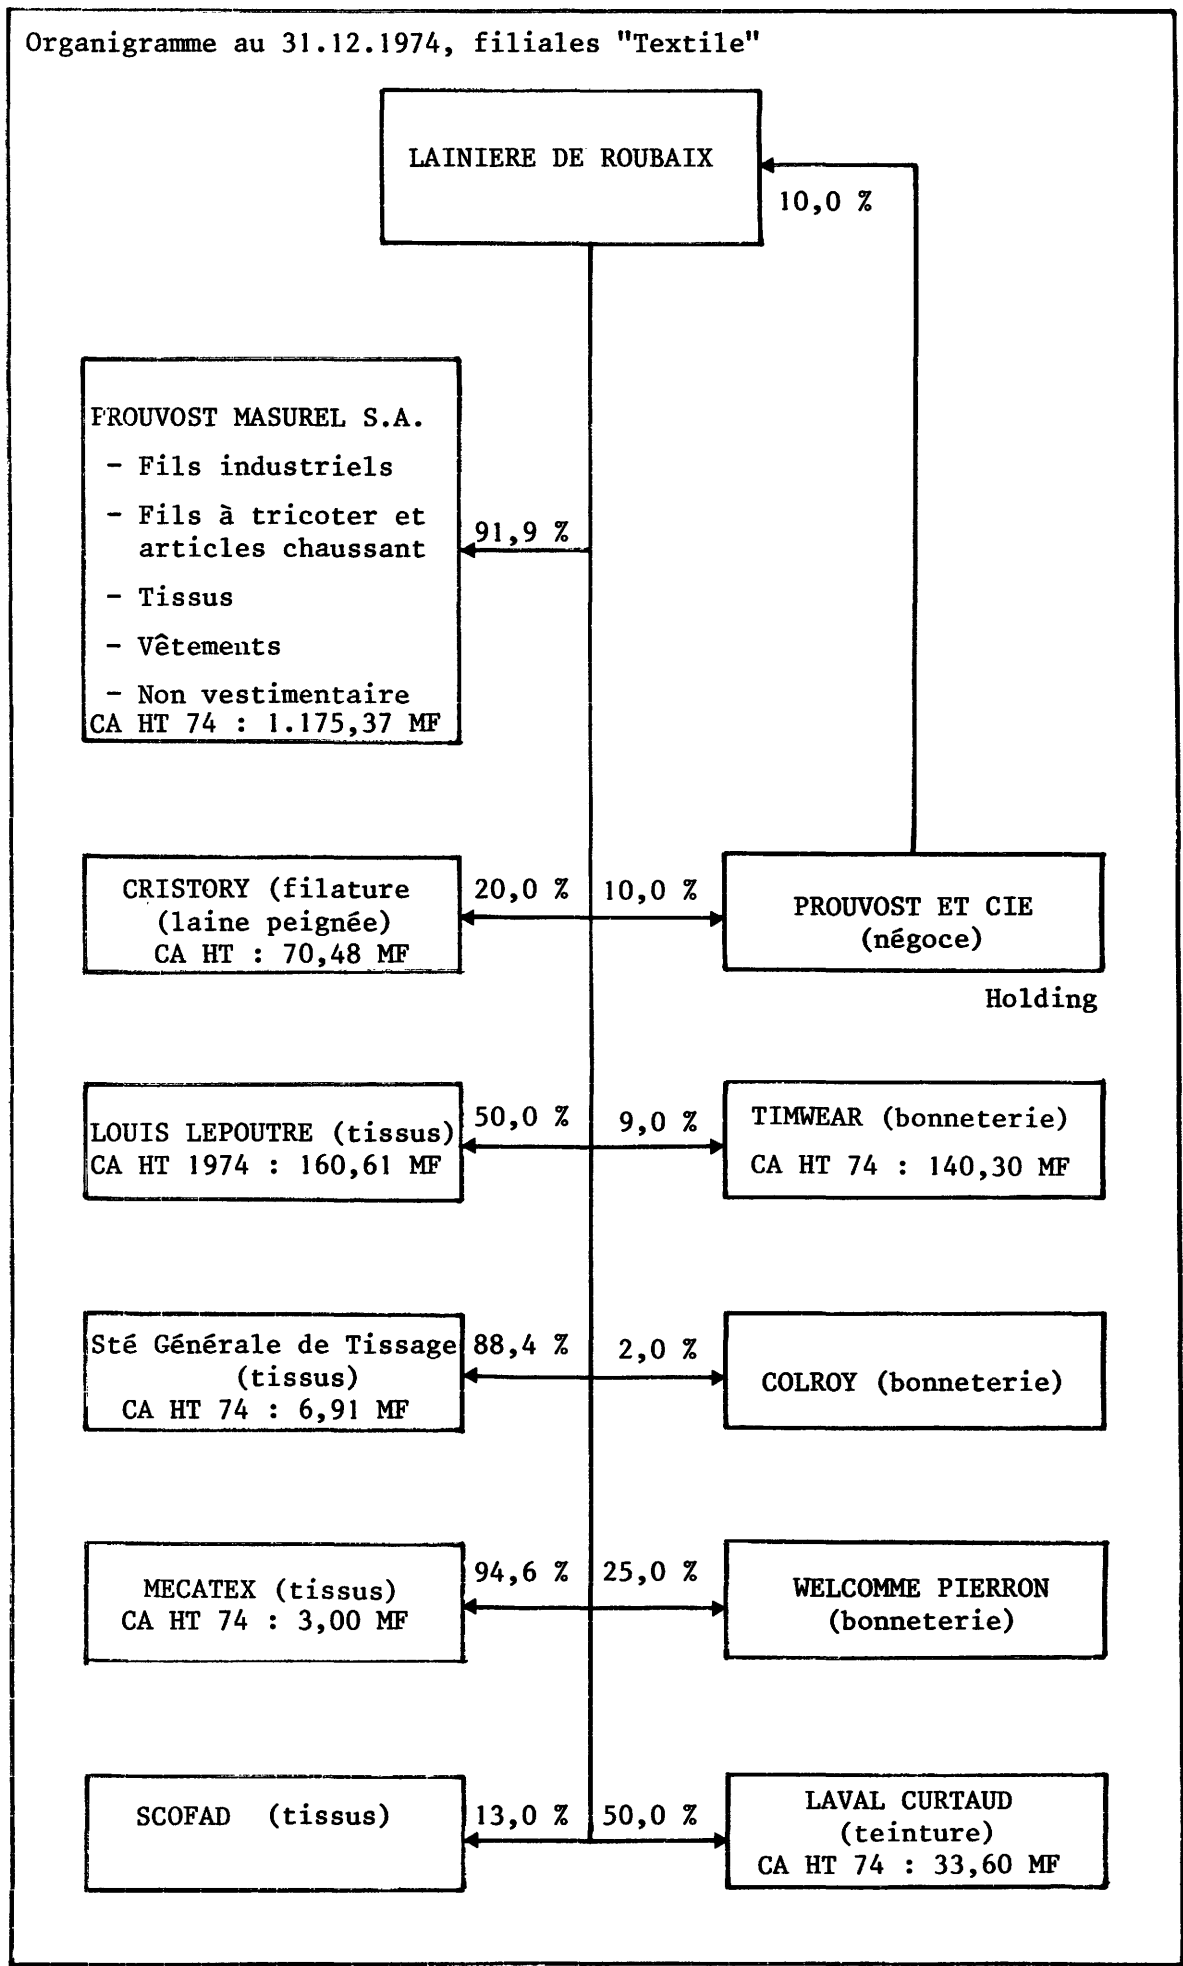 Organigramme au 31.12.1974, filiales "Textile"
LAINIERE DE ROUBAIX
10,0 %
PROUVOST MASUREL S.A.
- Fils industriels
- Fils à tricoter et
articles chaussant
- Tissus
- Vêtements
- Non vestimentaire
CA HT 74 : 1.175,37 MF
91,9 %
CRISTORY (filature
(laine peignée)
CA HT : 70,48 MF
20,0 %
10,0 %
PROUVOST ET CIE
(négoce)
Holding
LOUIS LEPOUTRE (tissus)
CA HT 1974 : 160,61 MF
50,0 %
9,0 %
TIMWEAR (bonneterie)
CA HT 74 : 140,30 MF
Sté Générale de Tissage
(tissus)
CA HT 74 : 6,91 MF
88,4 %
2,0 %
COLROY (bonneterie)
MECATEX (tissus)
CA HT 74 : 3,00 MF
94,6 %
25,0 %
WELCOMME PIERRON
(bonneterie)
SCOFAD (tissus)
13,0 %
50,0 %
LAVAL CURTAUD
(teinture)
CA HT 74 : 33,60 MF